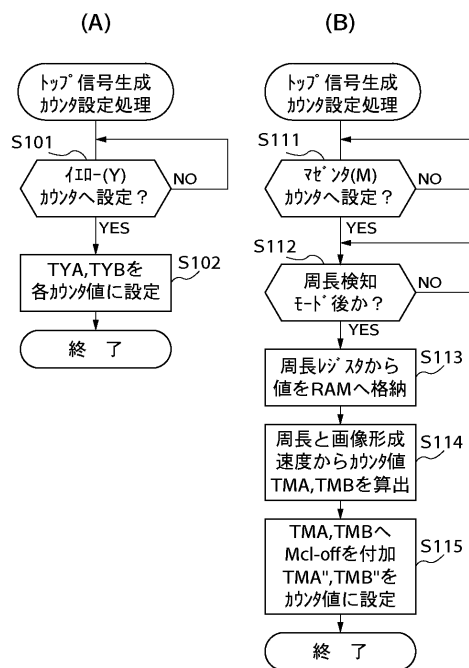 (A)
ﾄｯﾌﾟ信号生成
ｶｳﾝﾀ設定処理
S101
ｲｴﾛｰ(Y)
ｶｳﾝﾀへ設定？
NO
YES
TYA,TYBを
各ｶｳﾝﾀ値に設定
S102
終 了
(B)
ﾄｯﾌﾟ信号生成
ｶｳﾝﾀ設定処理
S111
ﾏｾﾞﾝﾀ(M)
ｶｳﾝﾀへ設定？
NO
YES
S112
周長検知
ﾓｰﾄﾞ後か？
NO
YES
周長ﾚｼﾞｽﾀから
値をRAMへ格納
S113
周長と画像形成
速度からｶｳﾝﾀ値
TMA,TMBを算出
S114
TMA,TMBへ
Mcl-offを付加
TMA",TMB"を
ｶｳﾝﾀ値に設定
S115
終 了